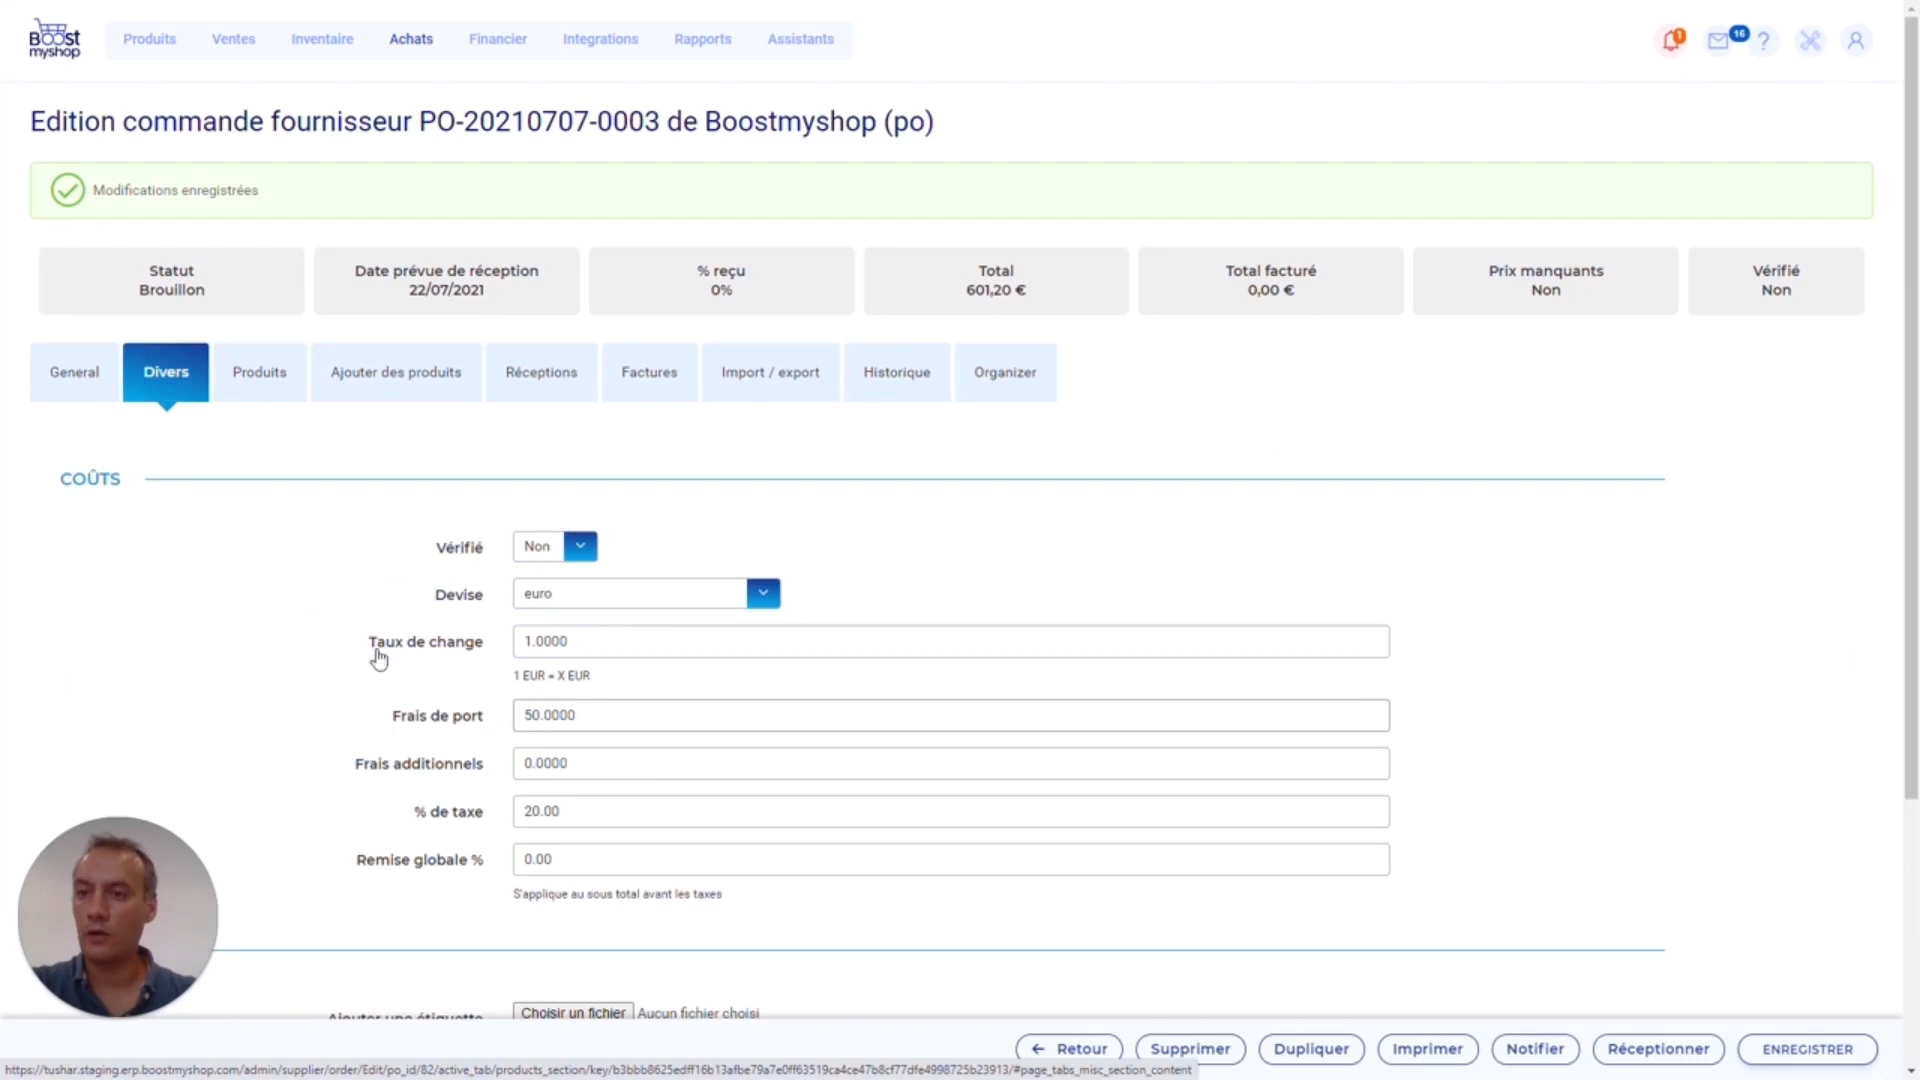 BOOST
myshop
Produits Ventes Inventaire Achats Financier Integrations Rapports Assistants
1
16
?
Edition commande fournisseur PO-20210707-0003 de Boostmyshop (po)
Modifications enregistrées
Statut
Brouillon
Date prévue de réception
22/07/2021
% reçu
0%
Total
601,20 €
Total facturé
0,00 €
Prix manquants
Non
Vérifié
Non
General Divers Produits Ajouter des produits Réceptions Factures Import / export Historique Organizer
COÛTS
Vérifié Non
Devise euro
Taux de change 1.0000
1 EUR = X EUR
Frais de port 50.0000
Frais additionnels 0.0000
% de taxe 20.00
Remise globale % 0.00
S'applique au sous total avant les taxes
Ajouter une étiquette Choisir un fichier Aucun fichier choisi
← Retour Supprimer Dupliquer Imprimer Notifier Réceptionner ENREGISTRER
https://tushar.staging.erp.boostmyshop.com/admin/supplier/order/Edit/po_id/82/active_tab/products_section/key/b3bbb8625edff16b13afbe79a7e0ff63519ca4ce47b8cf77dfe4998725b23913/#page_tabs_misc_section_content